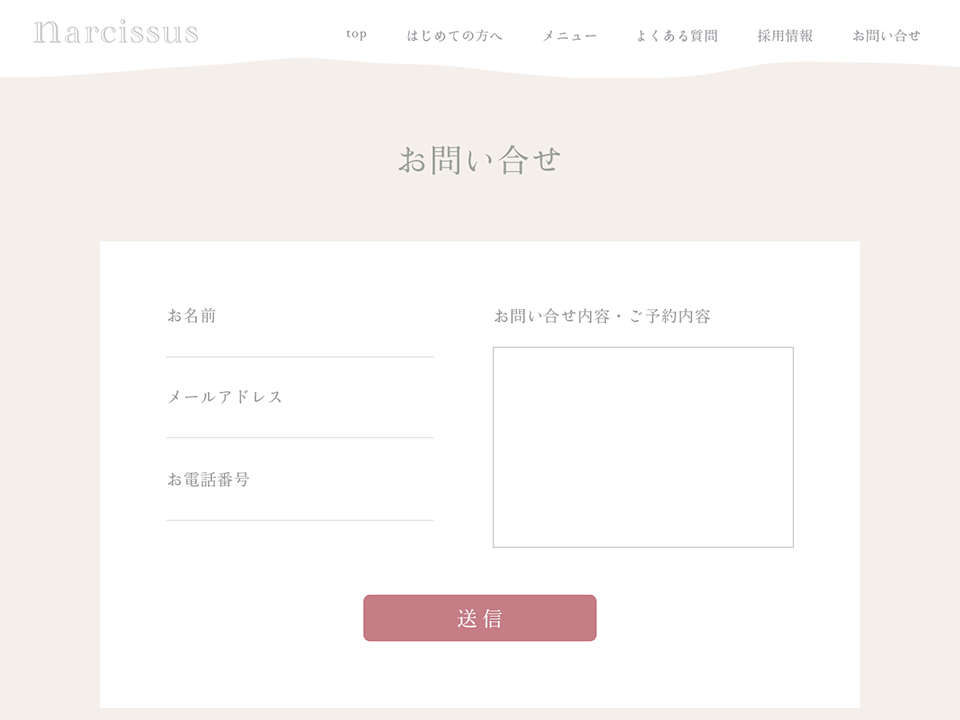 narcissus
top はじめての方へ メニュー よくある質問 採用情報 お問い合せ
お問い合せ
お名前
メールアドレス
お電話番号
お問い合せ内容・ご予約内容
送信